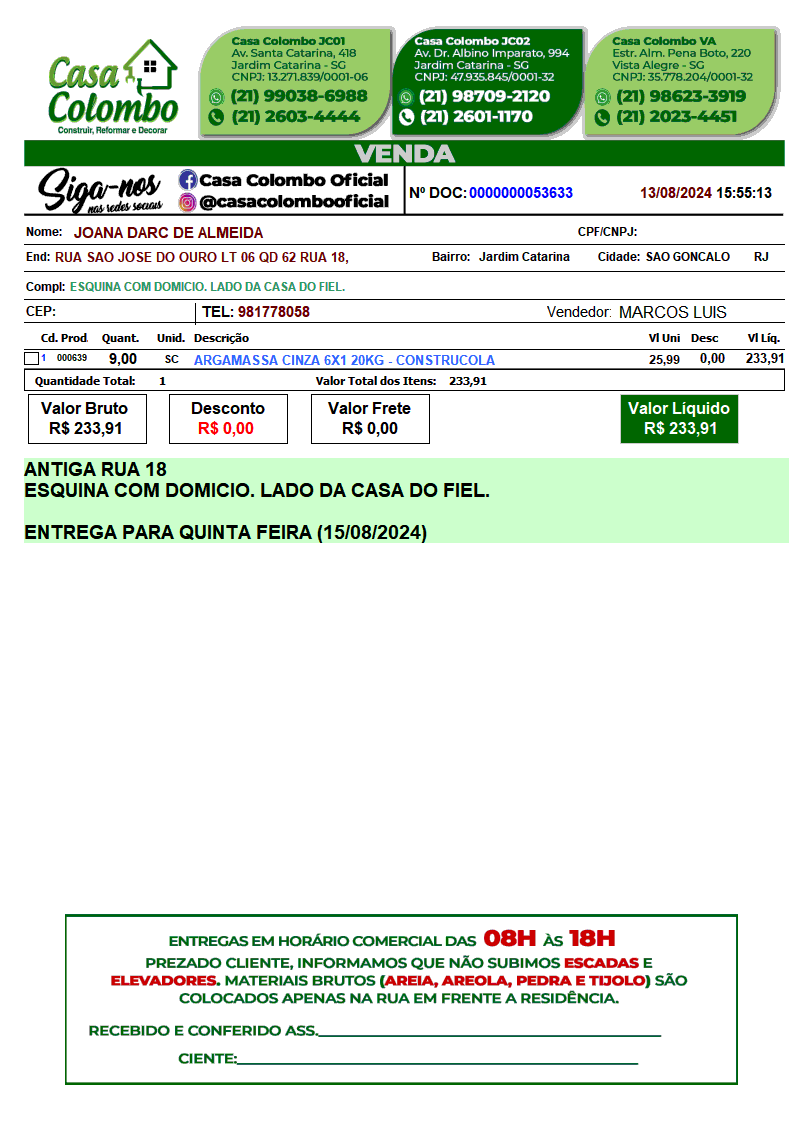 Casa Colombo
Construir, Reformar e Decorar
Casa Colombo JC01
Av. Santa Catarina, 418
Jardim Catarina - SG
CNPJ: 13.271.839/0001-06
(21) 99038-6988
(21) 2603-4444
Casa Colombo JC02
Av. Dr. Albino Imparato, 994
Jardim Catarina - SG
CNPJ: 47.935.845/0001-32
(21) 98709-2120
(21) 2601-1170
Casa Colombo VA
Estr. Alm. Pena Boto, 220
Vista Alegre - SG
CNPJ: 35.778.204/0001-32
(21) 98623-3919
(21) 2023-4451
VENDA
Siga-nos
nas redes sociais
Casa Colombo Oficial
@casacolombooficial
Nº DOC: 0000000053633 13/08/2024 15:55:13
Nome: JOANA DARC DE ALMEIDA CPF/CNPJ:
End: RUA SAO JOSE DO OURO LT 06 QD 62 RUA 18, Bairro: Jardim Catarina Cidade: SAO GONCALO RJ
Compl: ESQUINA COM DOMICIO. LADO DA CASA DO FIEL.
CEP: TEL: 981778058 Vendedor: MARCOS LUIS
Cd. Prod. Quant. Unid. Descrição Vl Uni Desc Vl Líq.
1 000639 9,00 SC ARGAMASSA CINZA 6X1 20KG - CONSTRUCOLA 25,99 0,00 233,91
Quantidade Total: 1 Valor Total dos Itens: 233,91
Valor Bruto Desconto Valor Frete Valor Líquido
R$ 233,91 R$ 0,00 R$ 0,00 R$ 233,91
ANTIGA RUA 18
ESQUINA COM DOMICIO. LADO DA CASA DO FIEL.
ENTREGA PARA QUINTA FEIRA (15/08/2024)
ENTREGAS EM HORÁRIO COMERCIAL DAS 08H ÀS 18H
PREZADO CLIENTE, INFORMAMOS QUE NÃO SUBIMOS ESCADAS E
ELEVADORES. MATERIAIS BRUTOS (AREIA, AREOLA, PEDRA E TIJOLO) SÃO
COLOCADOS APENAS NA RUA EM FRENTE A RESIDÊNCIA.
RECEBIDO E CONFERIDO ASS.
CIENTE: